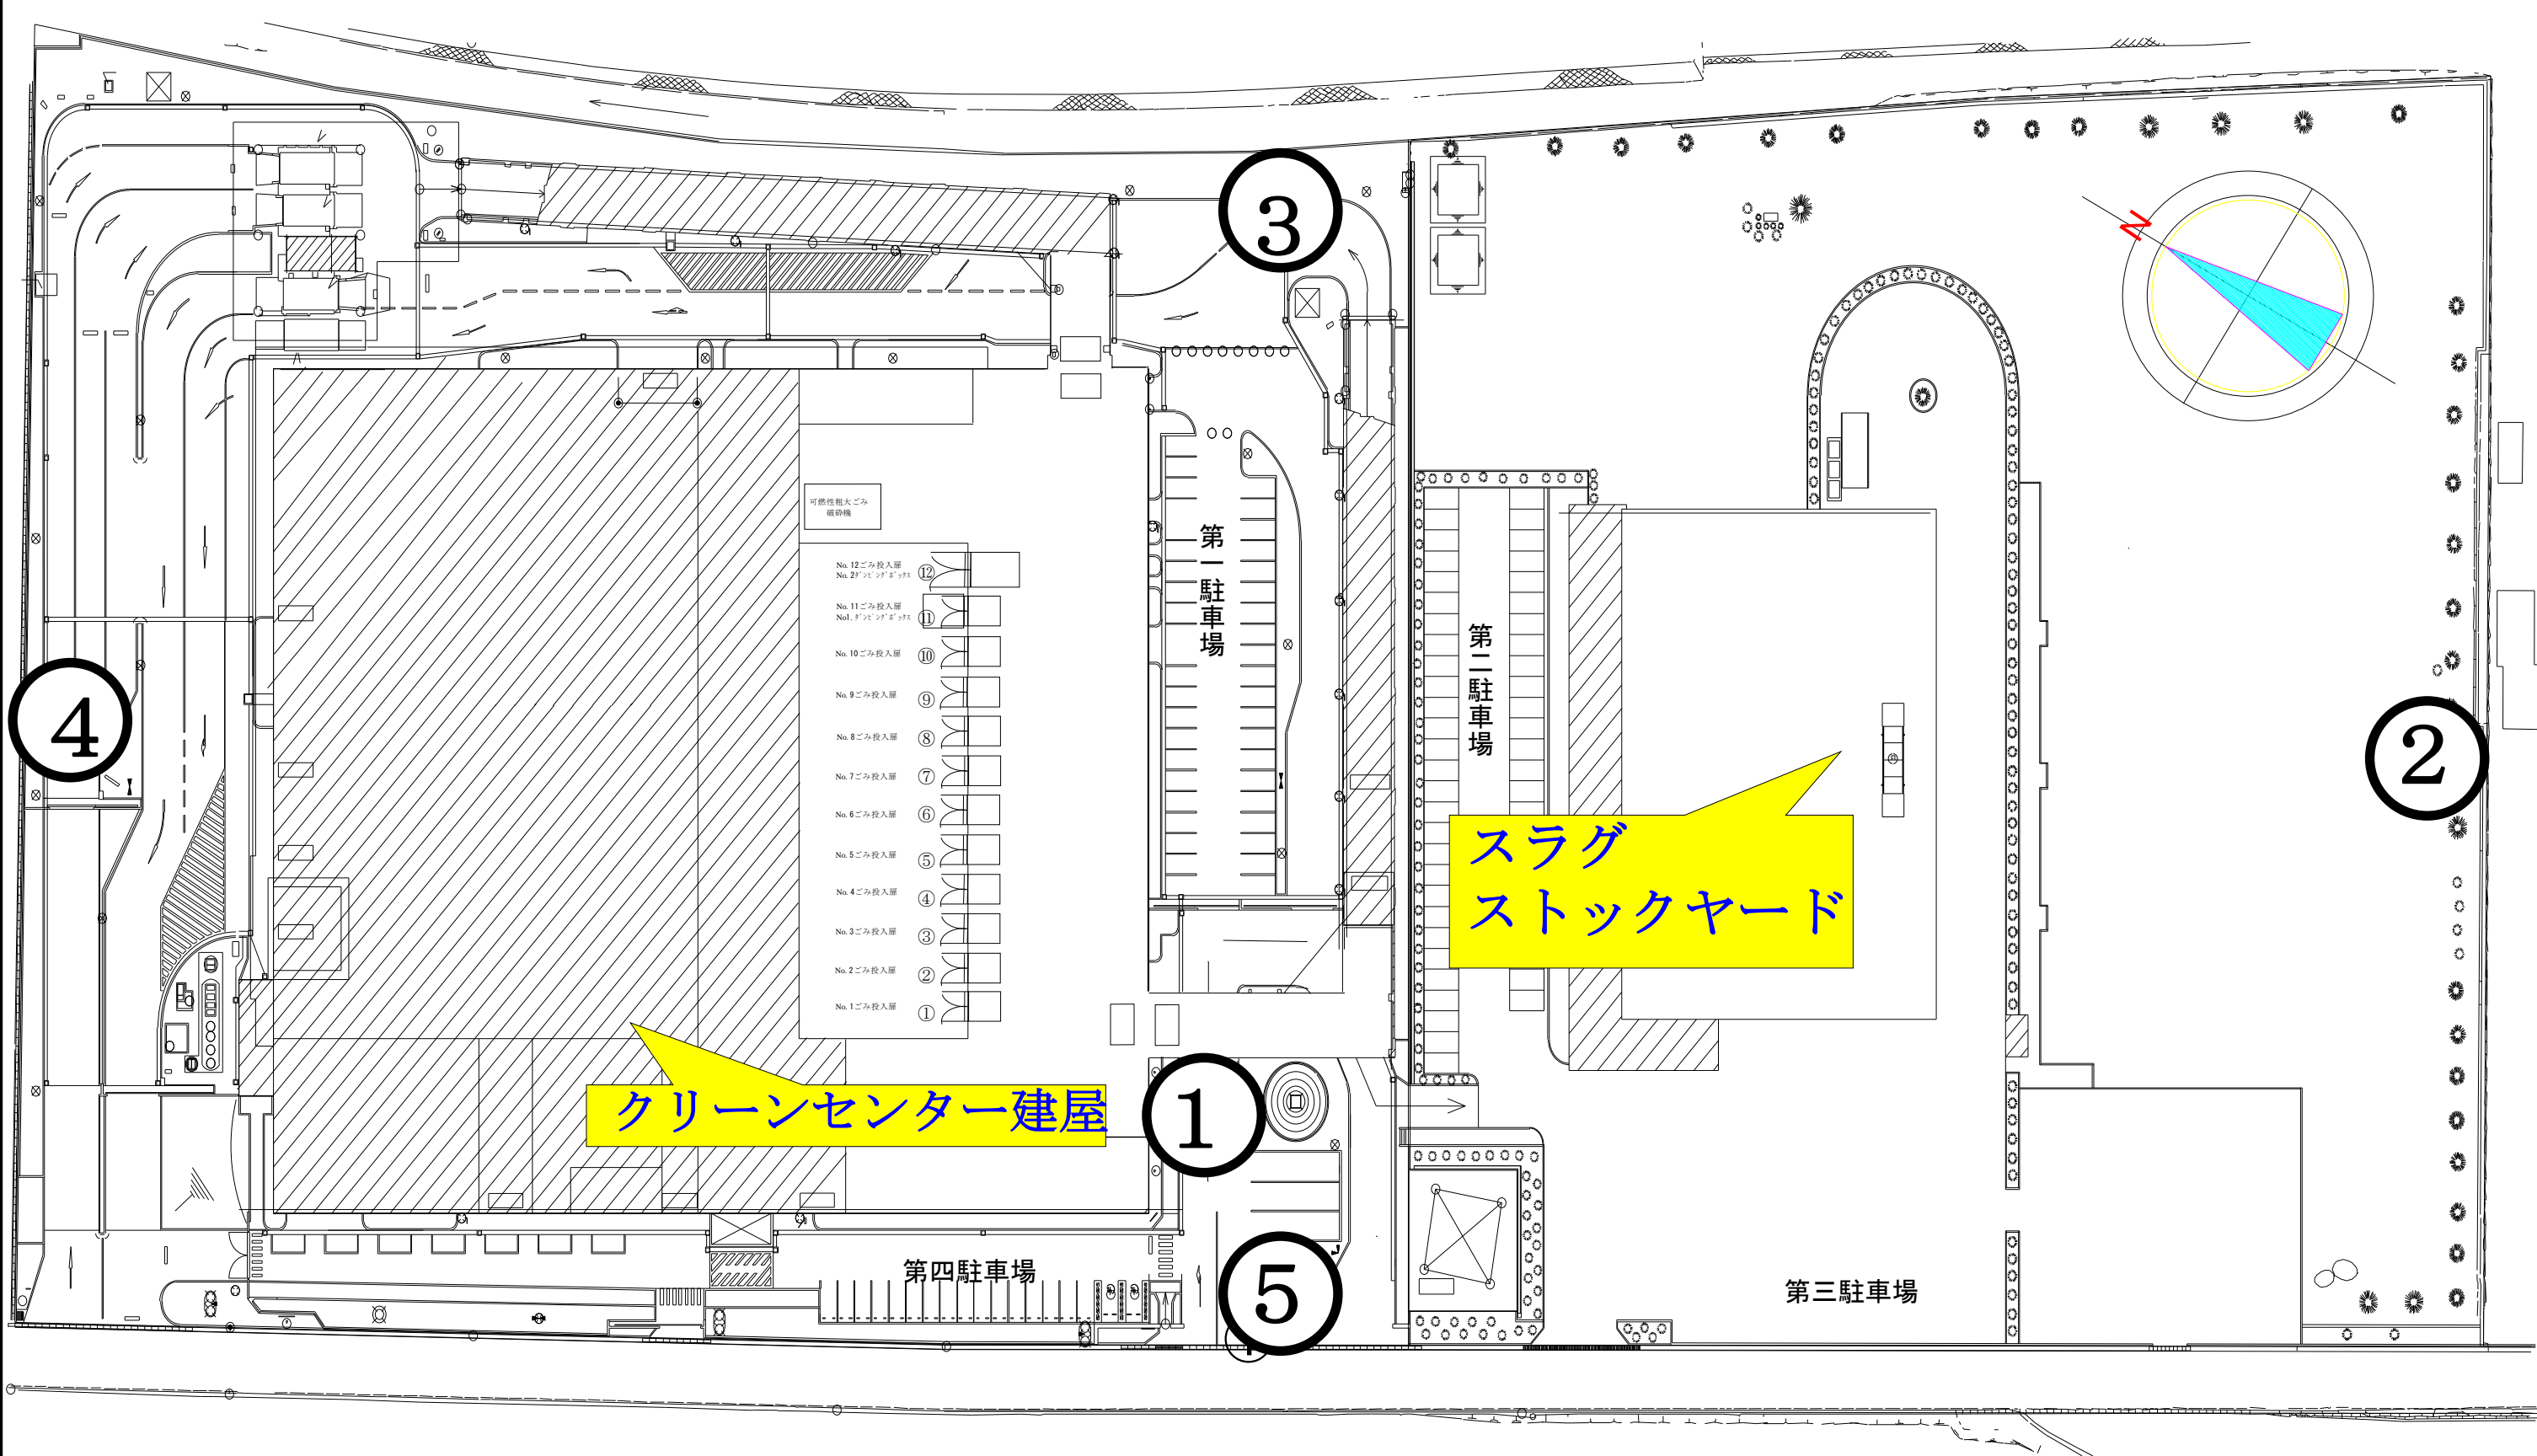 ③
N
可燃性粗大ごみ
破砕機
No. 12ごみ投入扉
No. 2ダンピングボックス
⑫
No. 11ごみ投入扉
No1. ダンピングボックス
⑪
No. 10ごみ投入扉 ⑩
No. 9ごみ投入扉 ⑨
No. 8ごみ投入扉 ⑧
No. 7ごみ投入扉 ⑦
No. 6ごみ投入扉 ⑥
No. 5ごみ投入扉 ⑤
No. 4ごみ投入扉 ④
No. 3ごみ投入扉 ③
No. 2ごみ投入扉 ②
No. 1ごみ投入扉 ①
第一駐車場
第二駐車場
④
②
スラグ
ストックヤード
クリーンセンター建屋
①
⑤
第四駐車場
第三駐車場